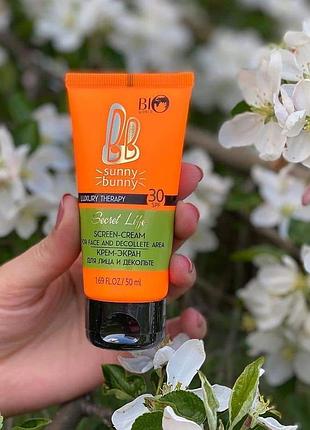 BIO
sunny
bunny
LUXURY THERAPY
30
SPF
Secret Life
SCREEN-CREAM
FOR FACE AND DECOLLETE AREA
КРЕМ-ЭКРАН
ДЛЯ ЛИЦА И ДЕКОЛЬТЕ
1.69 FL.OZ/ 50 ml